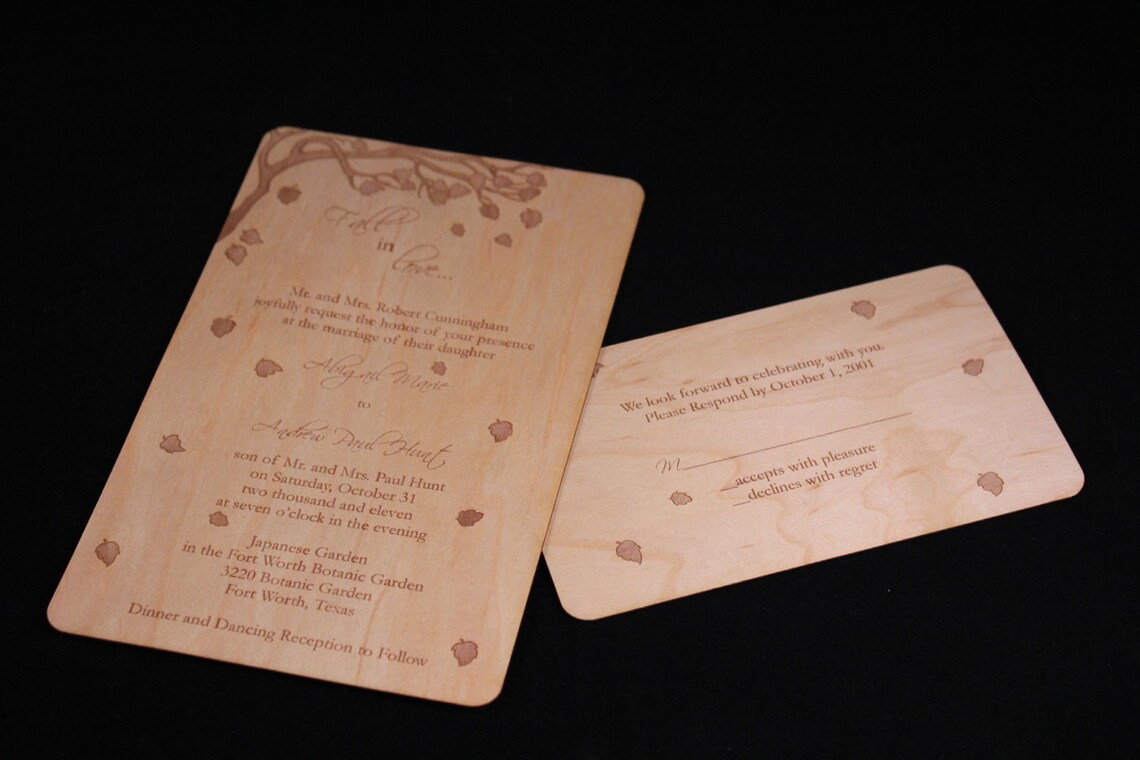 Fall
in
love...
Mr. and Mrs. Robert Cunningham
joyfully request the honor of your presence
at the marriage of their daughter
Abigail Marie
to
Andrew Paul Hunt
son of Mr. and Mrs. Paul Hunt
on Saturday, October 31
two thousand and eleven
at seven o'clock in the evening
Japanese Garden
in the Fort Worth Botanic Garden
3220 Botanic Garden
Fort Worth, Texas
Dinner and Dancing Reception to Follow
We look forward to celebrating with you.
Please Respond by October 1, 2001
M_______________
__accepts with pleasure
__declines with regret